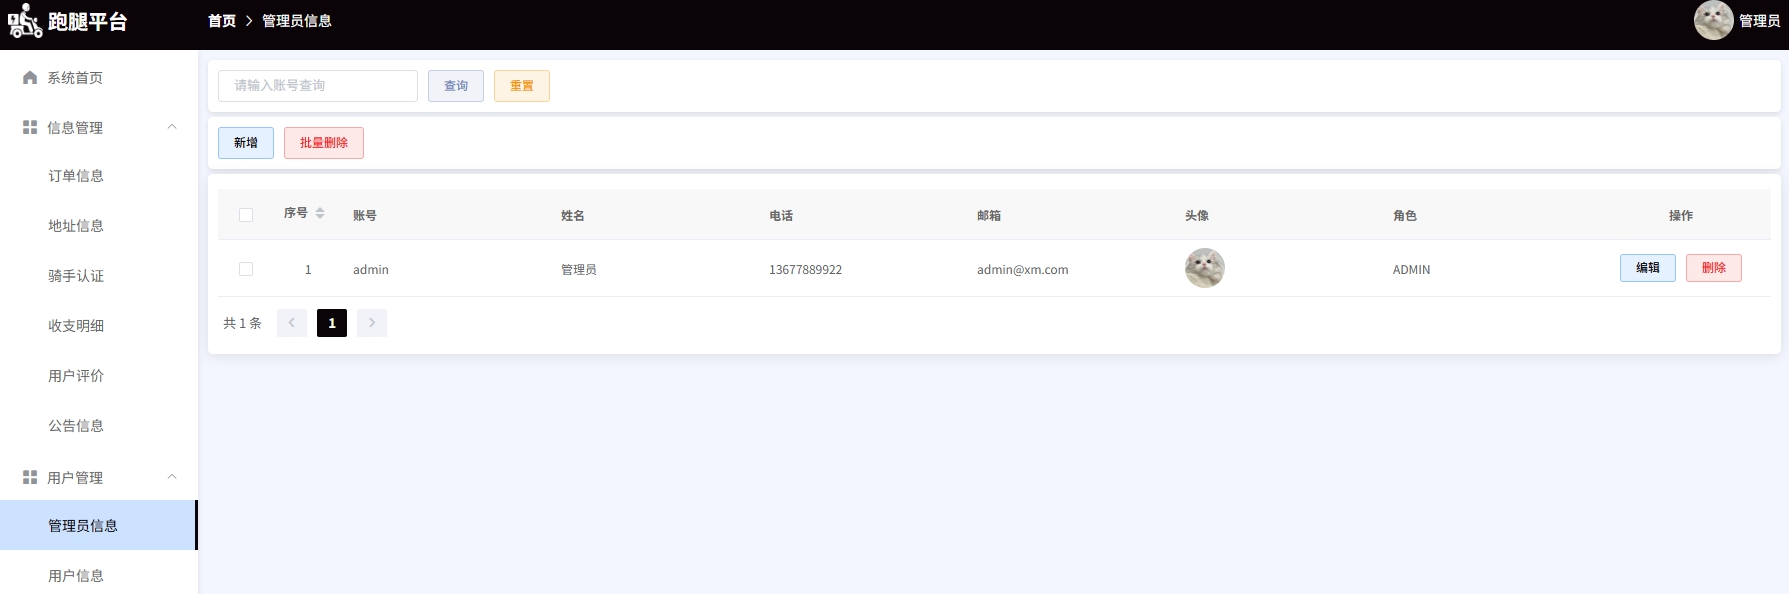 跑腿平台
首页 > 管理员信息
管理员
系统首页
信息管理
订单信息
地址信息
骑手认证
收支明细
用户评价
公告信息
用户管理
管理员信息
用户信息
请输入账号查询 查询 重置
新增 批量删除
序号 账号 姓名 电话 邮箱 头像 角色 操作
1 admin 管理员 13677889922 admin@xm.com ADMIN 编辑 删除
共 1 条 < 1 >